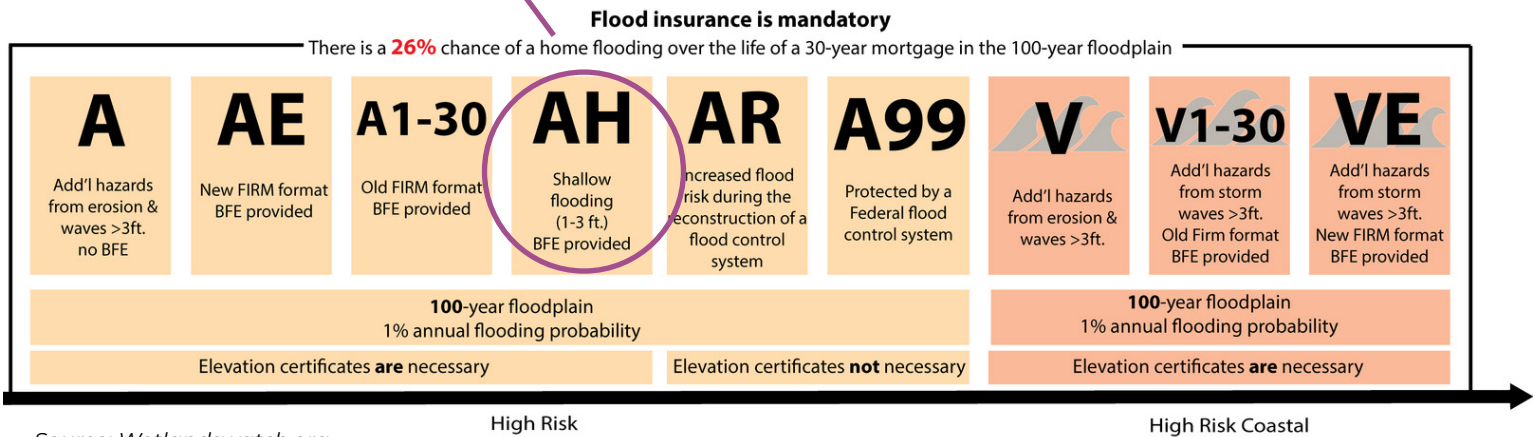 Flood insurance is mandatory
There is a 26% chance of a home flooding over the life of a 30-year mortgage in the 100-year floodplain
A
Add'l hazards
from erosion &
waves >3ft.
no BFE
AE
New FIRM format
BFE provided
A1-30
Old FIRM format
BFE provided
AH
Shallow
flooding
(1-3 ft.)
BFE provided
AR
Increased flood
risk during the
reconstruction of a
flood control
system
A99
Protected by a
Federal flood
control system
V
Add'l hazards
from erosion &
waves >3ft.
V1-30
Add'l hazards
from storm
waves >3ft.
Old Firm format
BFE provided
VE
Add'l hazards
from storm
waves >3ft.
New FIRM format
BFE provided
100-year floodplain
1% annual flooding probability
100-year floodplain
1% annual flooding probability
Elevation certificates are necessary
Elevation certificates not necessary
Elevation certificates are necessary
High Risk
High Risk Coastal
Source: Wetlandswatch.org